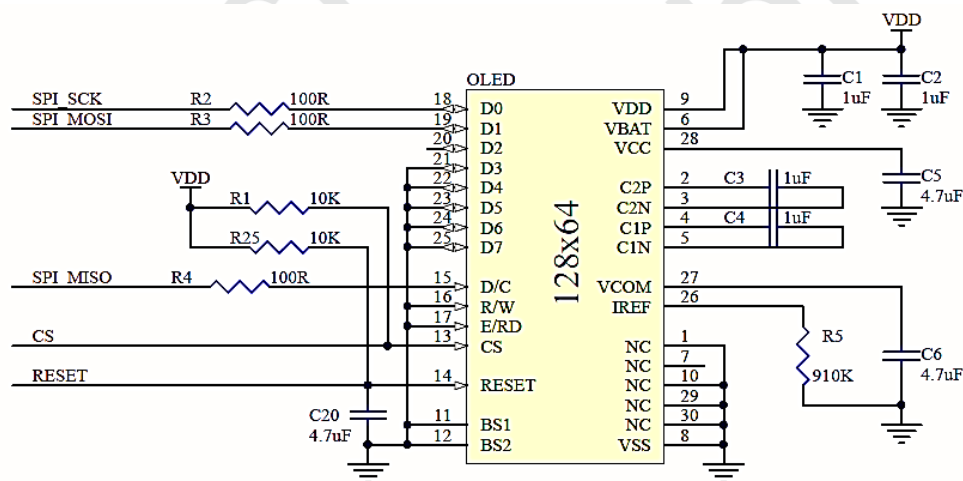 VDD
OLED
C1
1uF
C2
1uF
SPI_SCK R2 100R 18 D0 VDD 9
SPI_MOSI R3 100R 19 D1 VBAT 6
20 D2 VCC 28
21 D3
VDD 22 D4 C2P 2 C3 1uF C5 4.7uF
R1 10K 23 D5 C2N 3
24 D6 C1P 4 C4 1uF
R25 10K 25 D7 C1N 5
128x64
SPI_MISO R4 100R 15 D/C VCOM 27
16 R/W IREF 26
17 E/RD R5
CS 13 CS NC 1
NC 7 910K C6 4.7uF
RESET 14 RESET NC 10
NC 29
C20 4.7uF 11 BS1 NC 30
12 BS2 VSS 8